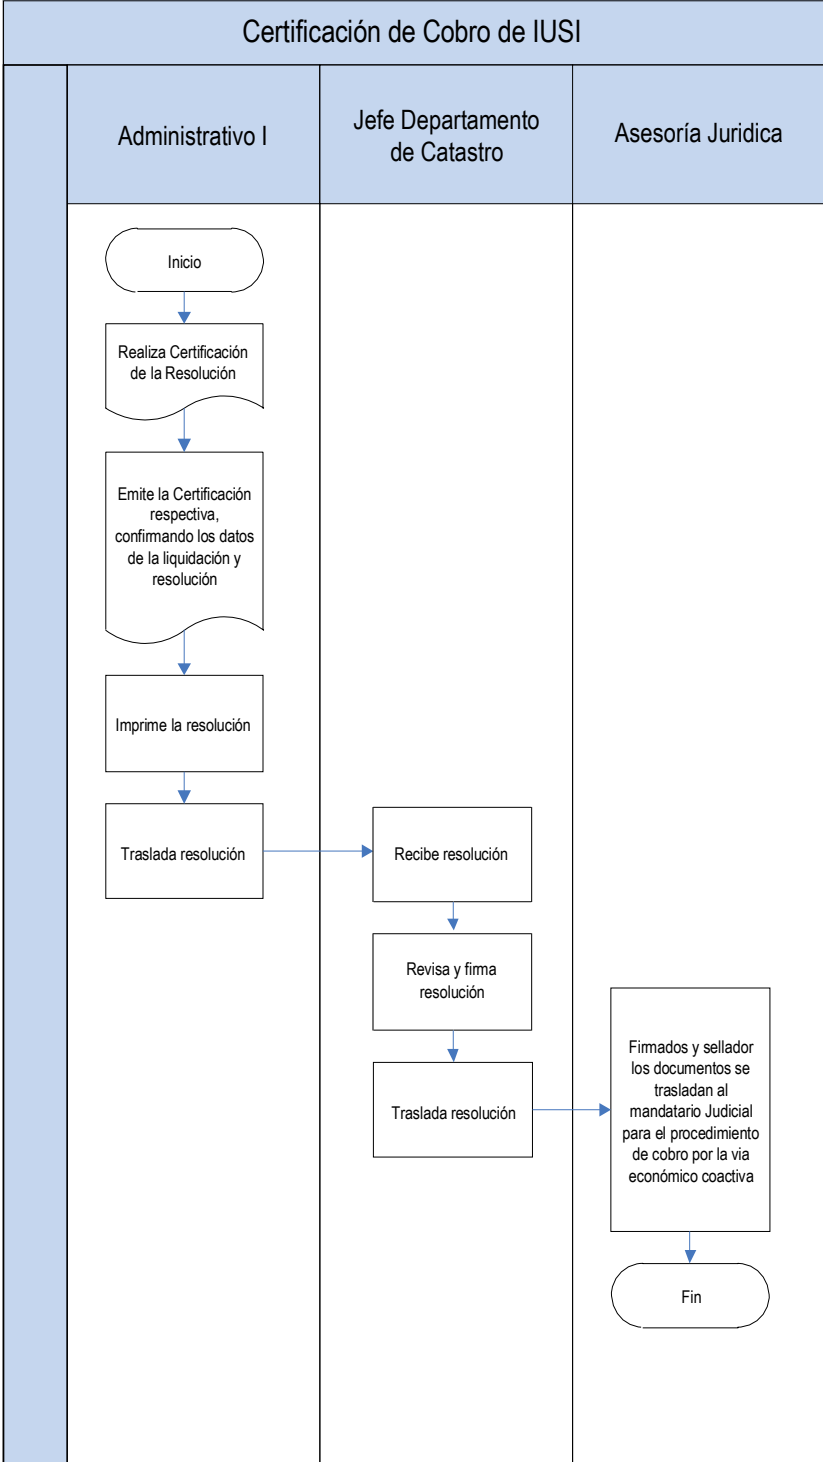 Certificación de Cobro de IUSI
Administrativo I
Jefe Departamento
de Catastro
Asesoría Juridica
Inicio
Realiza Certificación
de la Resolución
Emite la Certificación
respectiva,
confirmando los datos
de la liquidación y
resolución
Imprime la resolución
Traslada resolución
Recibe resolución
Revisa y firma
resolución
Traslada resolución
Firmados y sellador
los documentos se
trasladan al
mandatario Judicial
para el procedimiento
de cobro por la via
económico coactiva
Fin